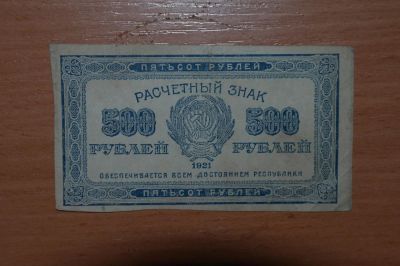 ПЯТЬСОТ РУБЛЕЙ
РАСЧЕТНЫЙ ЗНАК
500 500
РУБЛЕЙ РУБЛЕЙ
1921
ОБЕСПЕЧИВАЕТСЯ ВСЕМ ДОСТОЯНИЕМ РЕСПУБЛИКИ
ПЯТЬСОТ РУБЛЕЙ